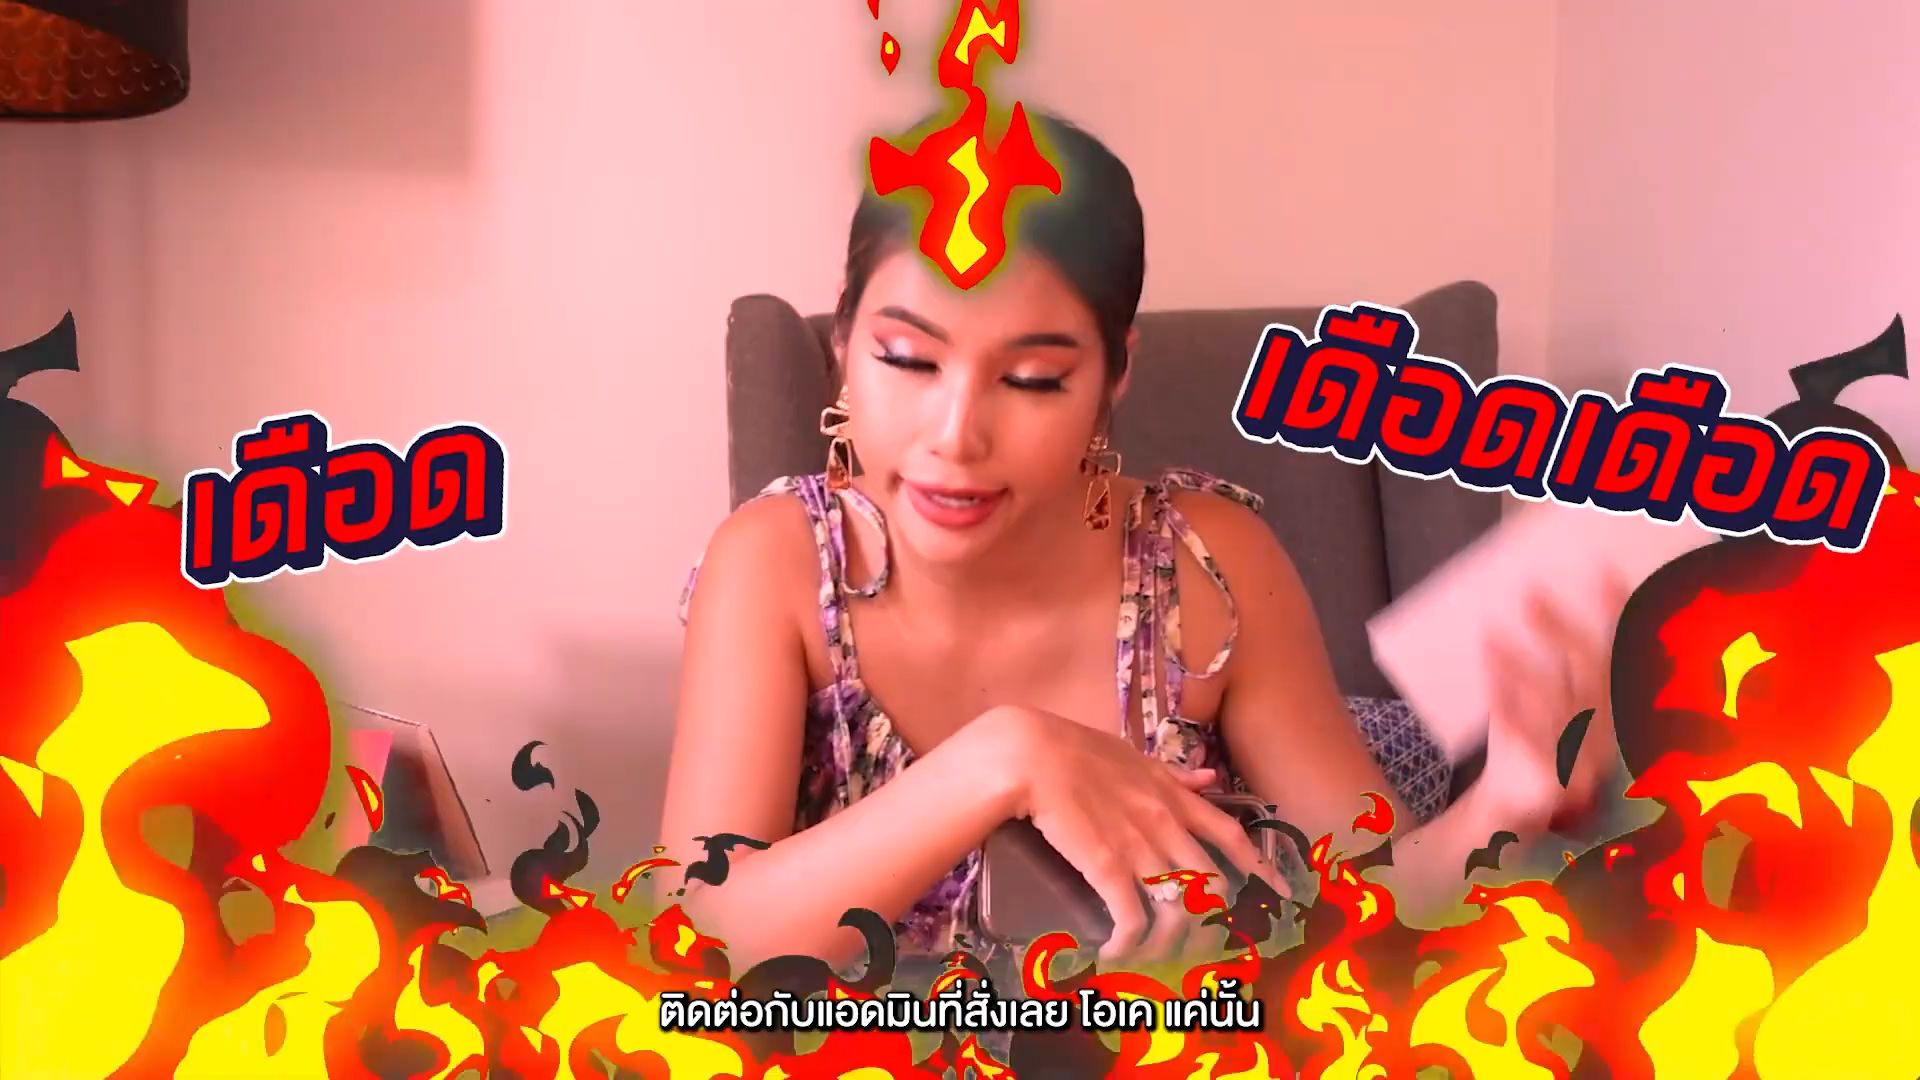 เดือด
เดือดเดือด
ติดต่อกับแอดมินที่สั่งเลย โอเค แค่นั้น